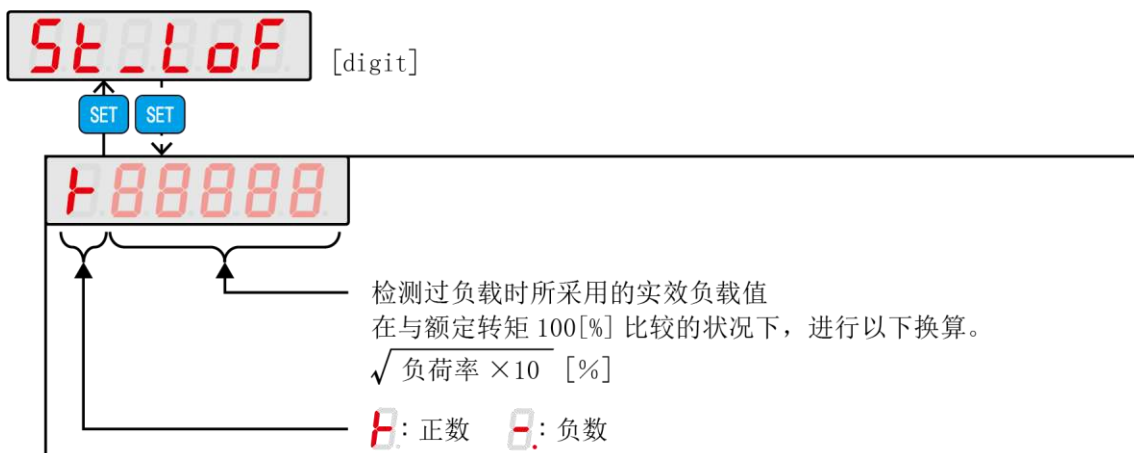 St_LoF [digit]
SET SET
88888
检测过负载时所采用的实效负载值
在与额定转矩 100[%] 比较的状况下，进行以下换算。
√负荷率 ×10 [%]
⊦：正数 -.：负数